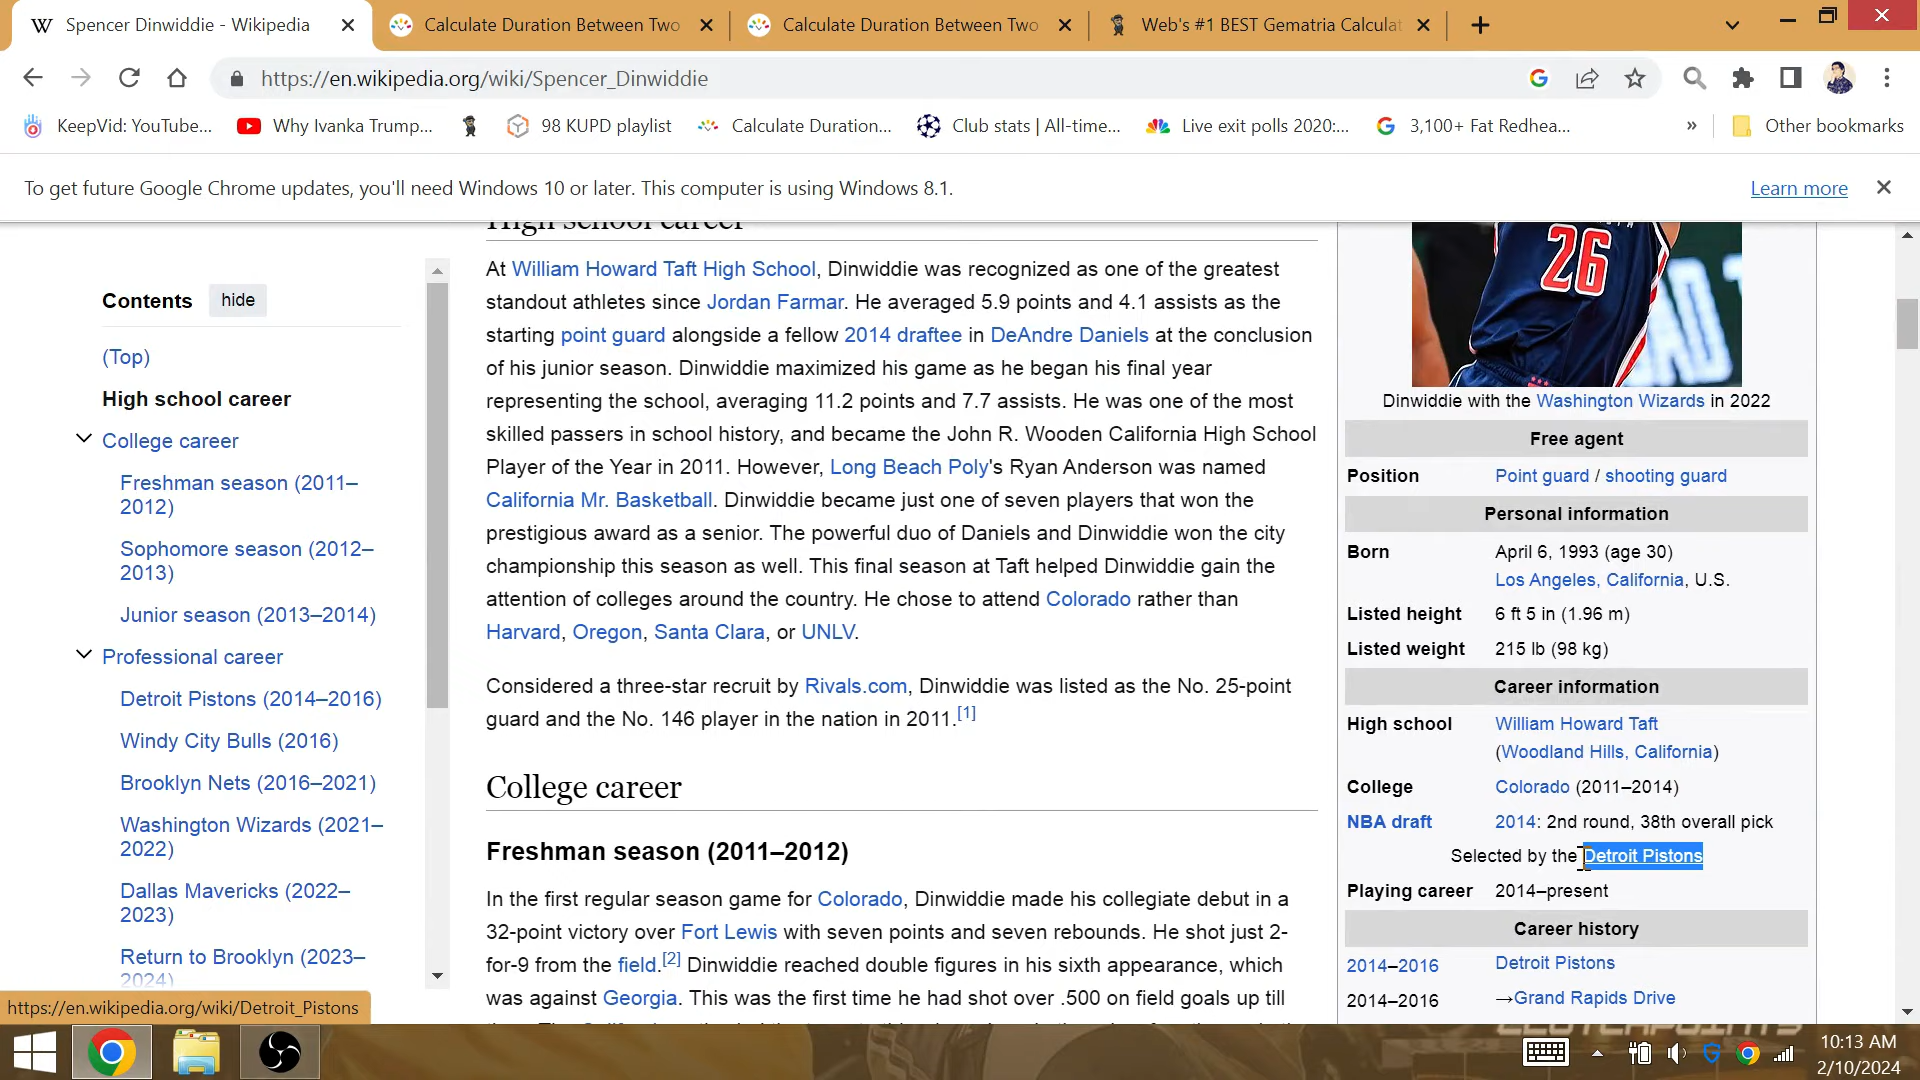 Spencer Dinwiddie - Wikipedia
Calculate Duration Between Two
Calculate Duration Between Two
Web's #1 BEST Gematria Calculat
https://en.wikipedia.org/wiki/Spencer_Dinwiddie
KeepVid: YouTube...
Why Ivanka Trump...
98 KUPD playlist
Calculate Duration...
Club stats | All-time...
Live exit polls 2020:...
3,100+ Fat Redhea...
»
Other bookmarks
To get future Google Chrome updates, you'll need Windows 10 or later. This computer is using Windows 8.1.
Learn more
Contents
hide
(Top)
High school career
College career
Freshman season (2011–
2012)
Sophomore season (2012–
2013)
Junior season (2013–2014)
Professional career
Detroit Pistons (2014–2016)
Windy City Bulls (2016)
Brooklyn Nets (2016–2021)
Washington Wizards (2021–
2022)
Dallas Mavericks (2022–
2023)
Return to Brooklyn (2023–
2024)
https://en.wikipedia.org/wiki/Detroit_Pistons
High school career
At William Howard Taft High School, Dinwiddie was recognized as one of the greatest
standout athletes since Jordan Farmar. He averaged 5.9 points and 4.1 assists as the
starting point guard alongside a fellow 2014 draftee in DeAndre Daniels at the conclusion
of his junior season. Dinwiddie maximized his game as he began his final year
representing the school, averaging 11.2 points and 7.7 assists. He was one of the most
skilled passers in school history, and became the John R. Wooden California High School
Player of the Year in 2011. However, Long Beach Poly's Ryan Anderson was named
California Mr. Basketball. Dinwiddie became just one of seven players that won the
prestigious award as a senior. The powerful duo of Daniels and Dinwiddie won the city
championship this season as well. This final season at Taft helped Dinwiddie gain the
attention of colleges around the country. He chose to attend Colorado rather than
Harvard, Oregon, Santa Clara, or UNLV.
Considered a three-star recruit by Rivals.com, Dinwiddie was listed as the No. 25-point
guard and the No. 146 player in the nation in 2011.[1]
College career
Freshman season (2011–2012)
In the first regular season game for Colorado, Dinwiddie made his collegiate debut in a
32-point victory over Fort Lewis with seven points and seven rebounds. He shot just 2-
for-9 from the field.[2] Dinwiddie reached double figures in his sixth appearance, which
was against Georgia. This was the first time he had shot over .500 on field goals up till
26
Dinwiddie with the Washington Wizards in 2022
Free agent
Position Point guard / shooting guard
Personal information
Born April 6, 1993 (age 30)
Los Angeles, California, U.S.
Listed height 6 ft 5 in (1.96 m)
Listed weight 215 lb (98 kg)
Career information
High school William Howard Taft
(Woodland Hills, California)
College Colorado (2011–2014)
NBA draft 2014: 2nd round, 38th overall pick
Selected by the Detroit Pistons
Playing career 2014–present
Career history
2014–2016 Detroit Pistons
2014–2016 →Grand Rapids Drive
CLUTCHPOINTS
10:13 AM
2/10/2024